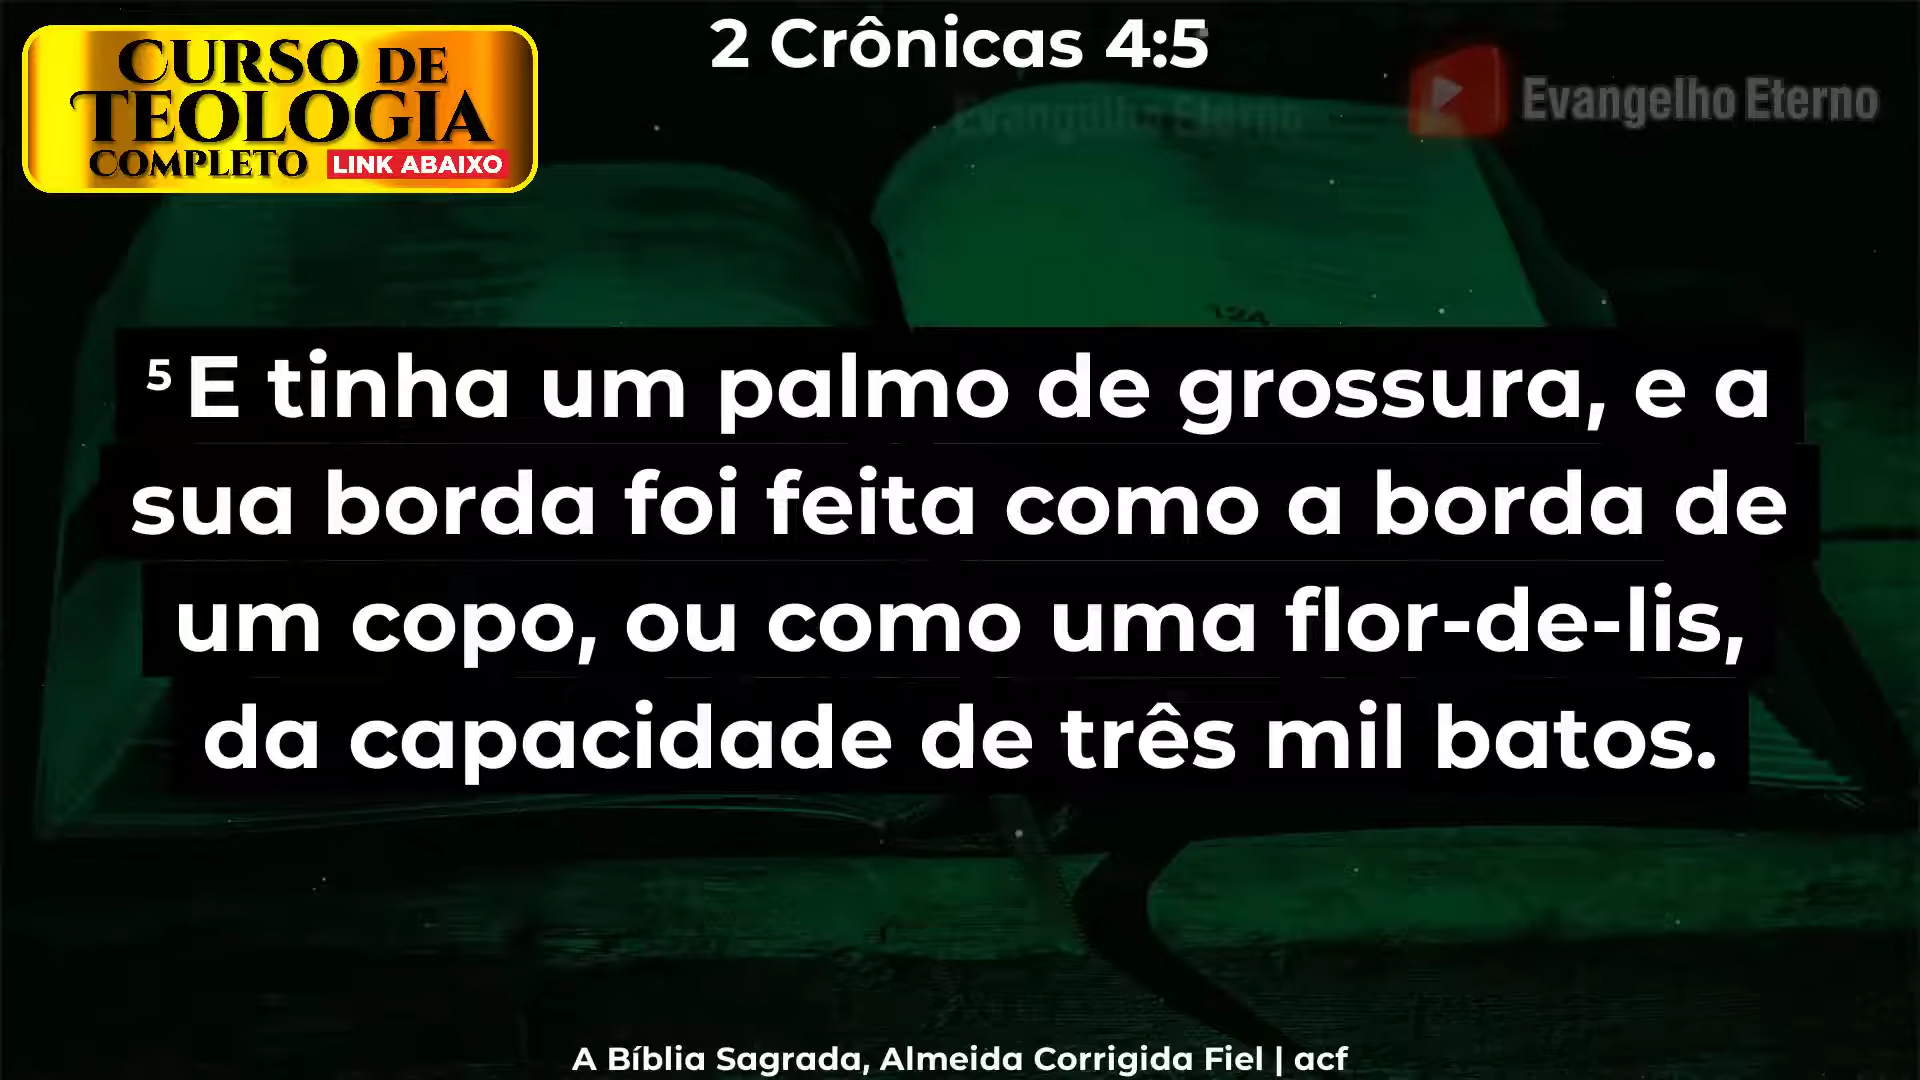 2 Crônicas 4:5
CURSO DE
TEOLOGIA
COMPLETO LINK ABAIXO
Evangelho Eterno
5 E tinha um palmo de grossura, e a
sua borda foi feita como a borda de
um copo, ou como uma flor-de-lis,
da capacidade de três mil batos.
A Bíblia Sagrada, Almeida Corrigida Fiel | acf